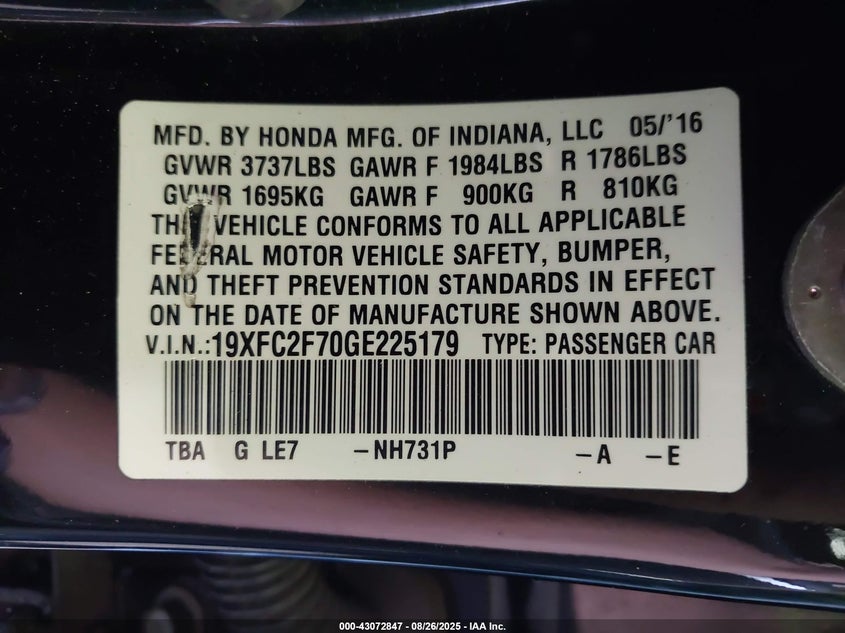 MFD. BY HONDA MFG. OF INDIANA, LLC 05/'16
GVWR 3737LBS GAWR F 1984LBS R 1786LBS
GVWR 1695KG GAWR F 900KG R 810KG
THIS VEHICLE CONFORMS TO ALL APPLICABLE
FEDERAL MOTOR VEHICLE SAFETY, BUMPER,
AND THEFT PREVENTION STANDARDS IN EFFECT
ON THE DATE OF MANUFACTURE SHOWN ABOVE.
V.I.N.:19XFC2F70GE225179 TYPE: PASSENGER CAR
TBA G LE7 -NH731P -A -E
000-43072847 - 08/26/2025 - IAA Inc.